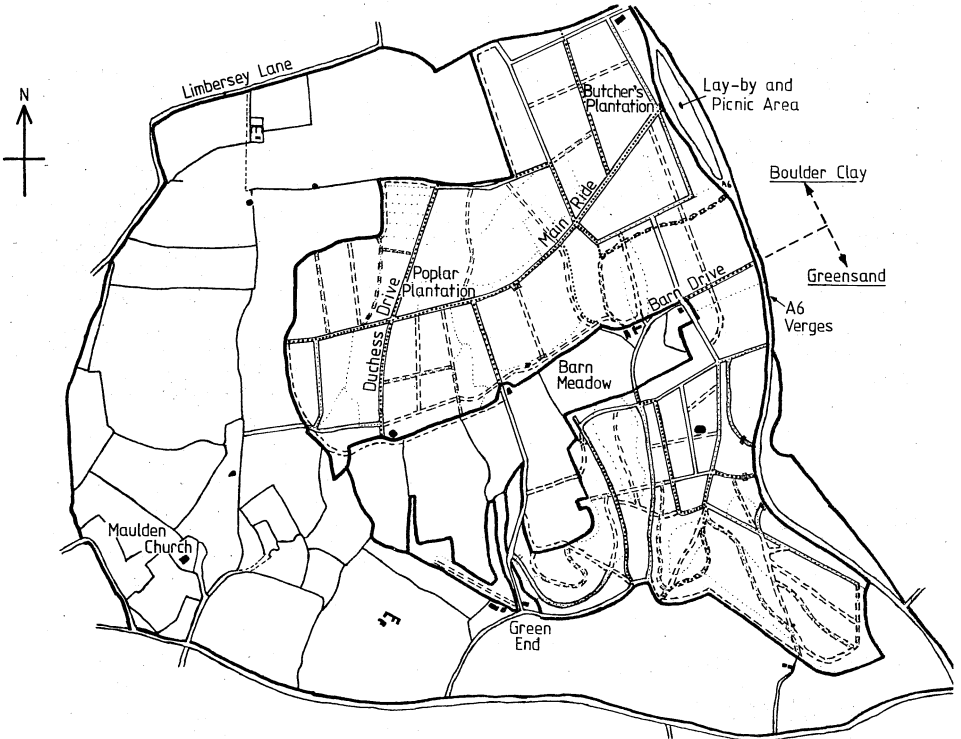 N
Limbersey Lane
Butcher's
Plantation
Lay-by and
Picnic Area
A6
Boulder Clay
Greensand
Main Ride
Poplar
Plantation
Duchess Drive
Barn Drive
A6
Verges
Barn
Meadow
Maulden
Church
Green
End